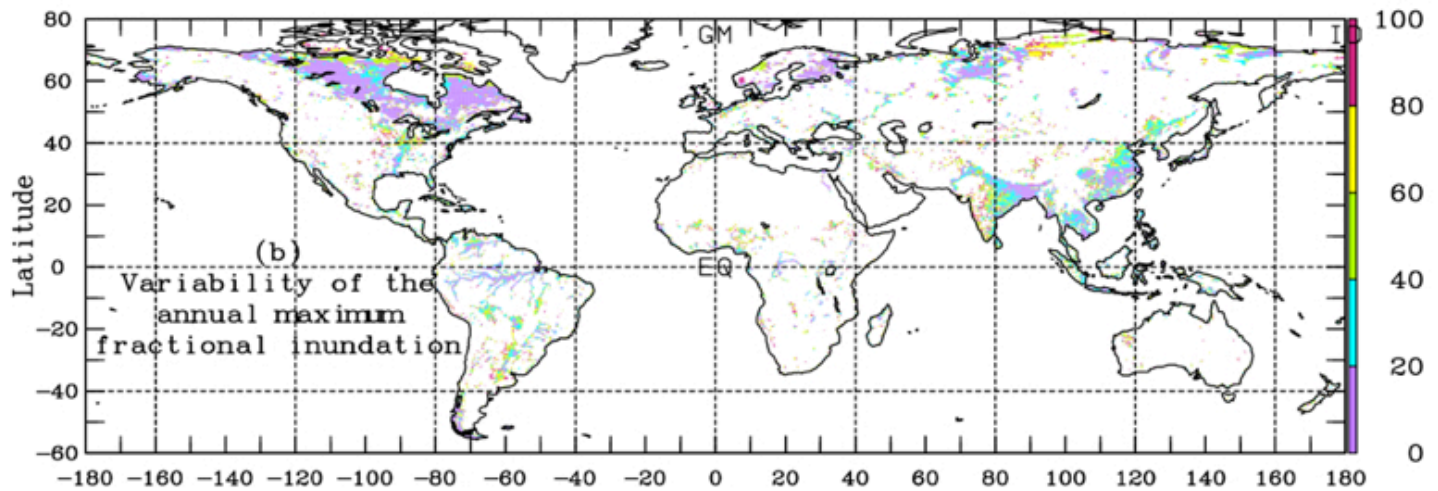 80
60
40
20
0
−20
−40
−60
Latitude
GM
EQ
(b)
Variability of the
annual maximum
fractional inundation
−180 −160 −140 −120 −100 −80 −60 −40 −20 0 20 40 60 80 100 120 140 160 180
100
80
60
40
20
0